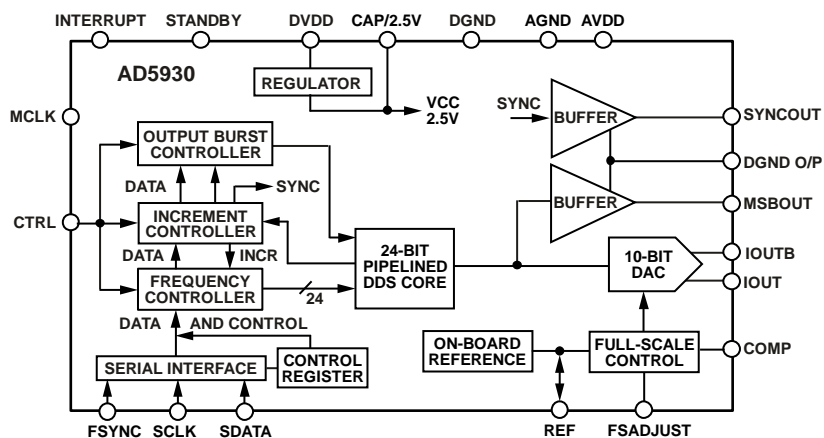 INTERRUPT STANDBY DVDD CAP/2.5V DGND AGND AVDD
AD5930
REGULATOR
VCC
2.5V
SYNC
BUFFER
SYNCOUT
MCLK
OUTPUT BURST
CONTROLLER
DGND O/P
DATA
SYNC
BUFFER
MSBOUT
CTRL
INCREMENT
CONTROLLER
24-BIT
PIPELINED
DDS CORE
10-BIT
DAC
IOUTB
IOUT
DATA
INCR
FREQUENCY
CONTROLLER
24
DATA
AND CONTROL
ON-BOARD
REFERENCE
FULL-SCALE
CONTROL
COMP
SERIAL INTERFACE
CONTROL
REGISTER
FSYNC SCLK SDATA REF FSADJUST